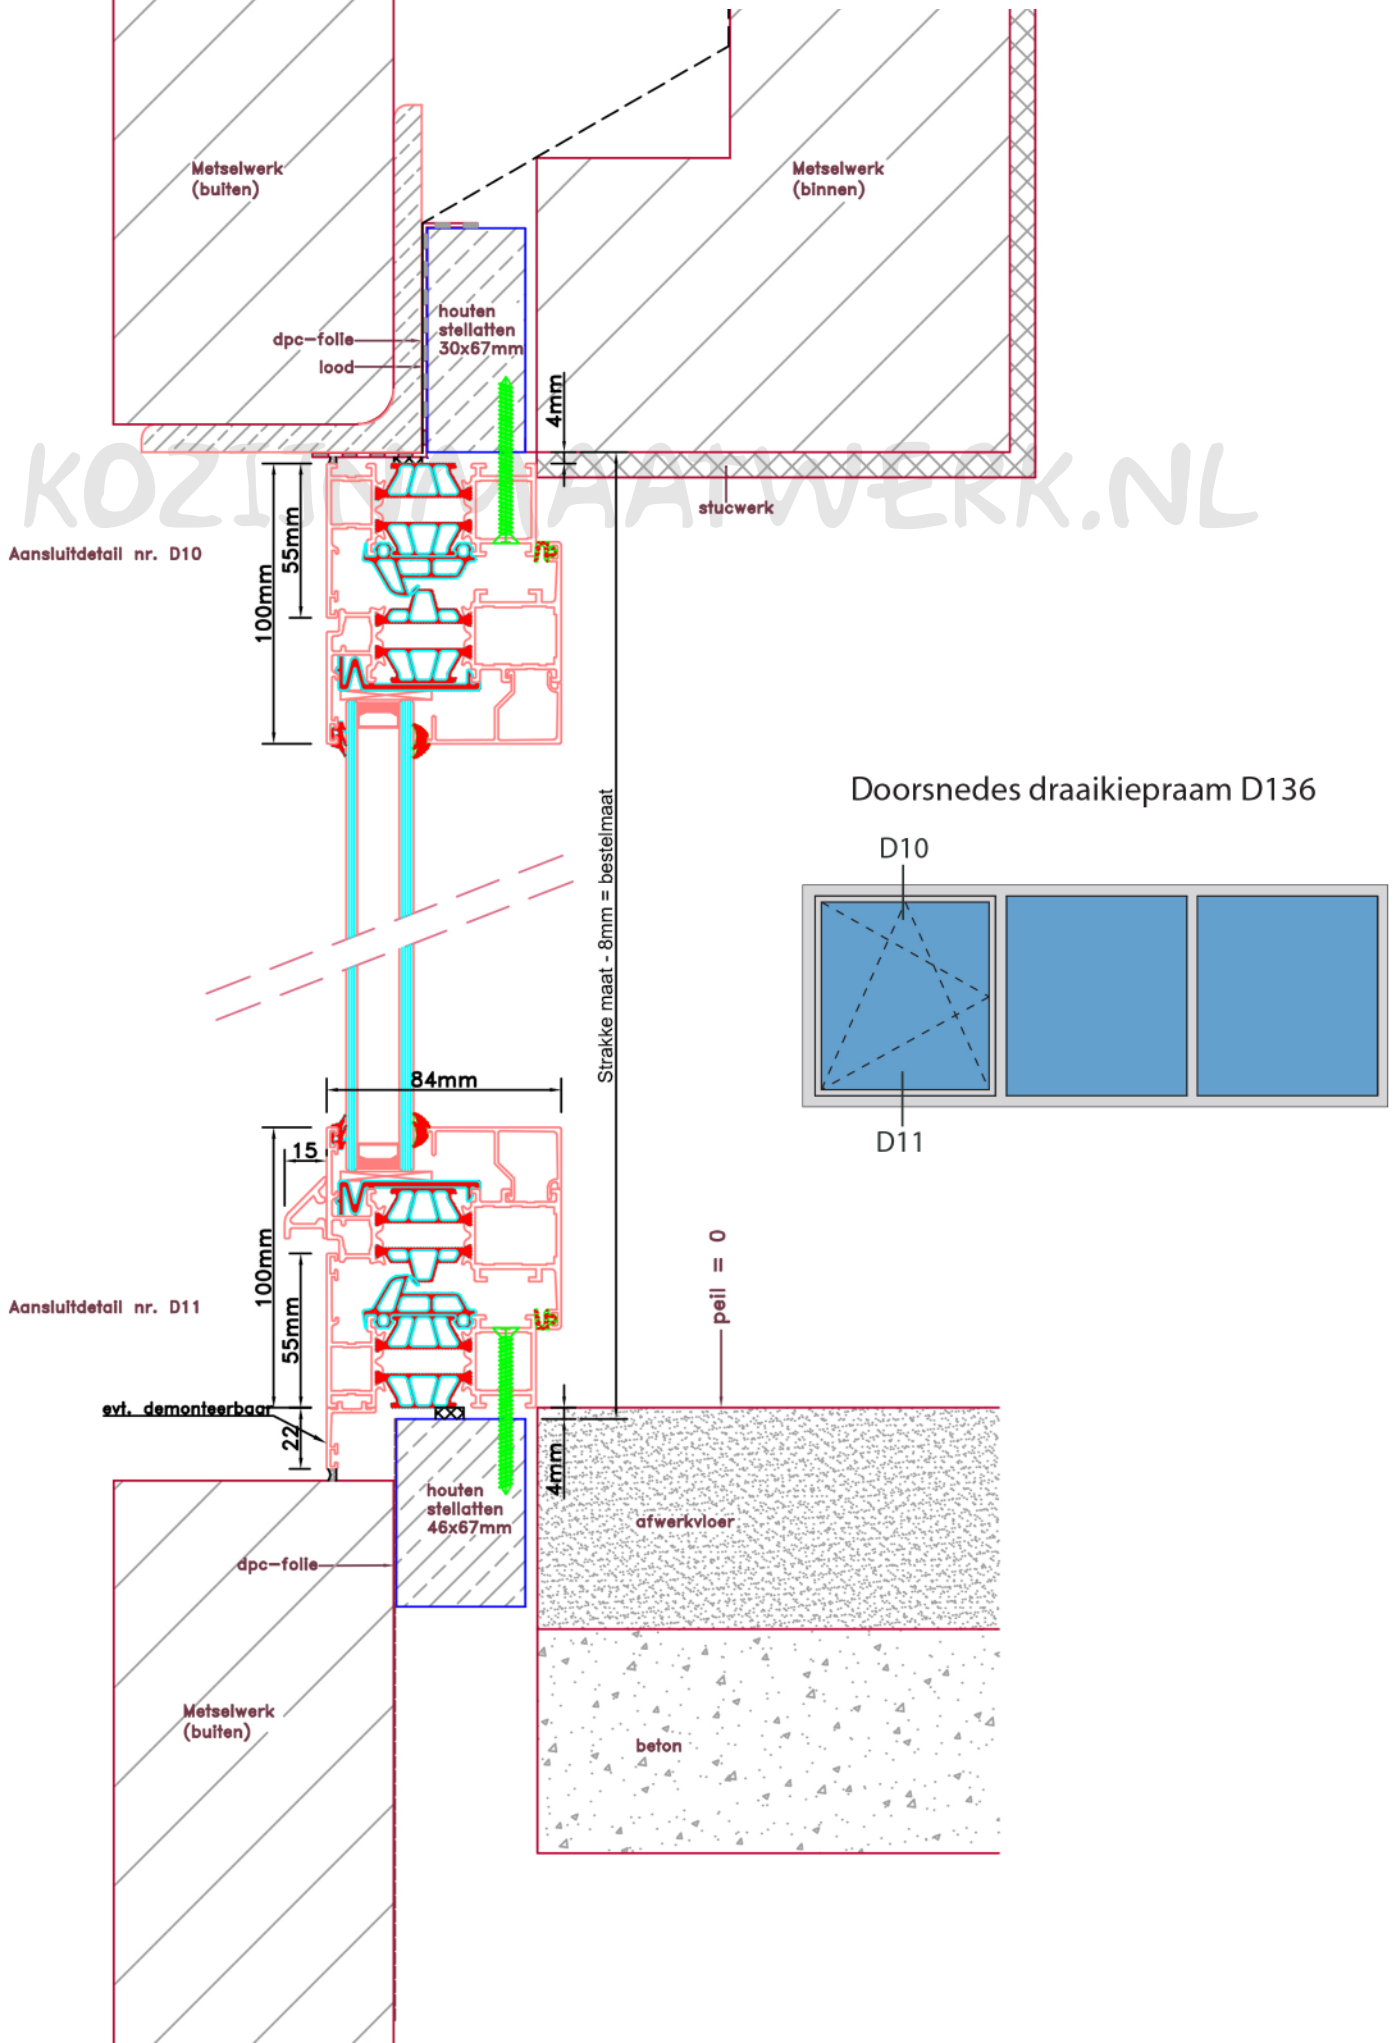 Metselwerk
(buiten)
Metselwerk
(binnen)
houten
stellatten
30x67mm
dpc-folie
lood
4mm
KOZIJNMAATWERK.NL
stucwerk
Aansluitdetail nr. D10
55mm
100mm
Strakke maat - 8mm = bestelmaat
Doorsnedes draaikiepraam D136
D10
D11
84mm
15
100mm
55mm
peil = 0
Aansluitdetail nr. D11
evt. demonteerbaar
22
4mm
houten
stellatten
46x67mm
afwerkvloer
dpc-folie
Metselwerk
(buiten)
beton